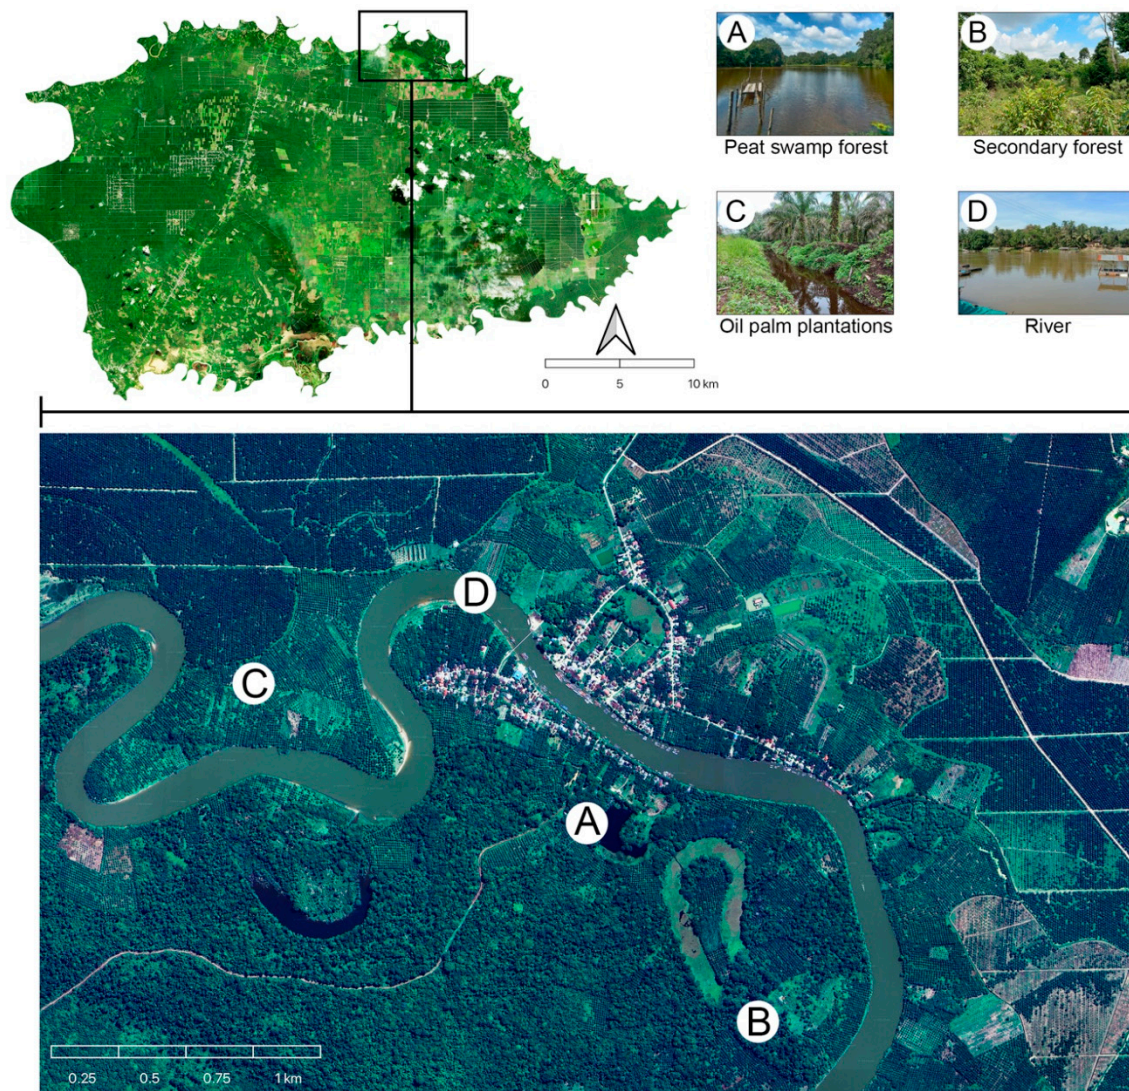 A
B
Peat swamp forest
Secondary forest
C
D
Oil palm plantations
River
0 5 10 km
D
C
A
B
0.25 0.5 0.75 1 km